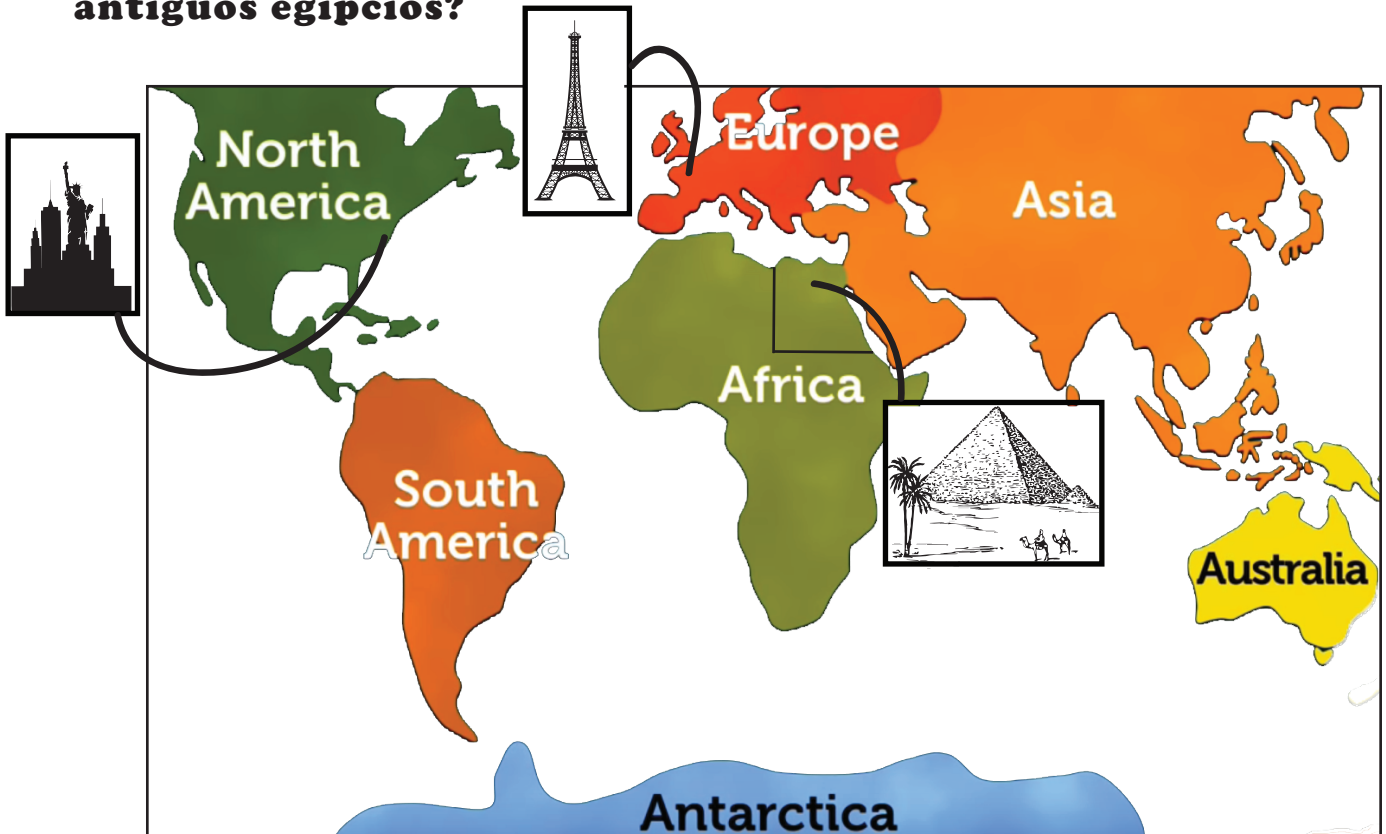 antiguos egipcios?
Europe
North
America
Asia
Africa
South
America
Australia
Antarctica